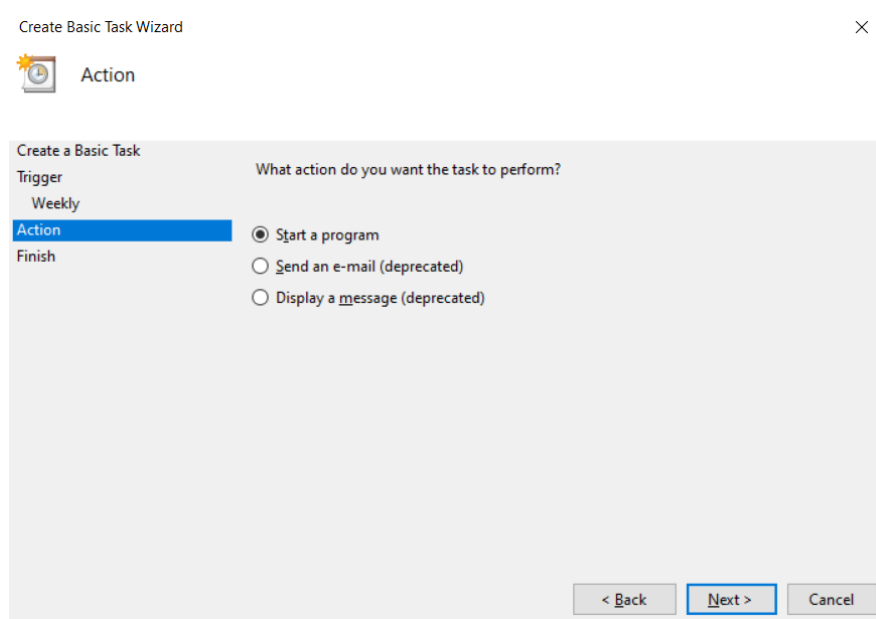 Create Basic Task Wizard
Action
Create a Basic Task
Trigger
Weekly
Action
Finish
What action do you want the task to perform?
Start a program
Send an e-mail (deprecated)
Display a message (deprecated)
< Back
Next >
Cancel